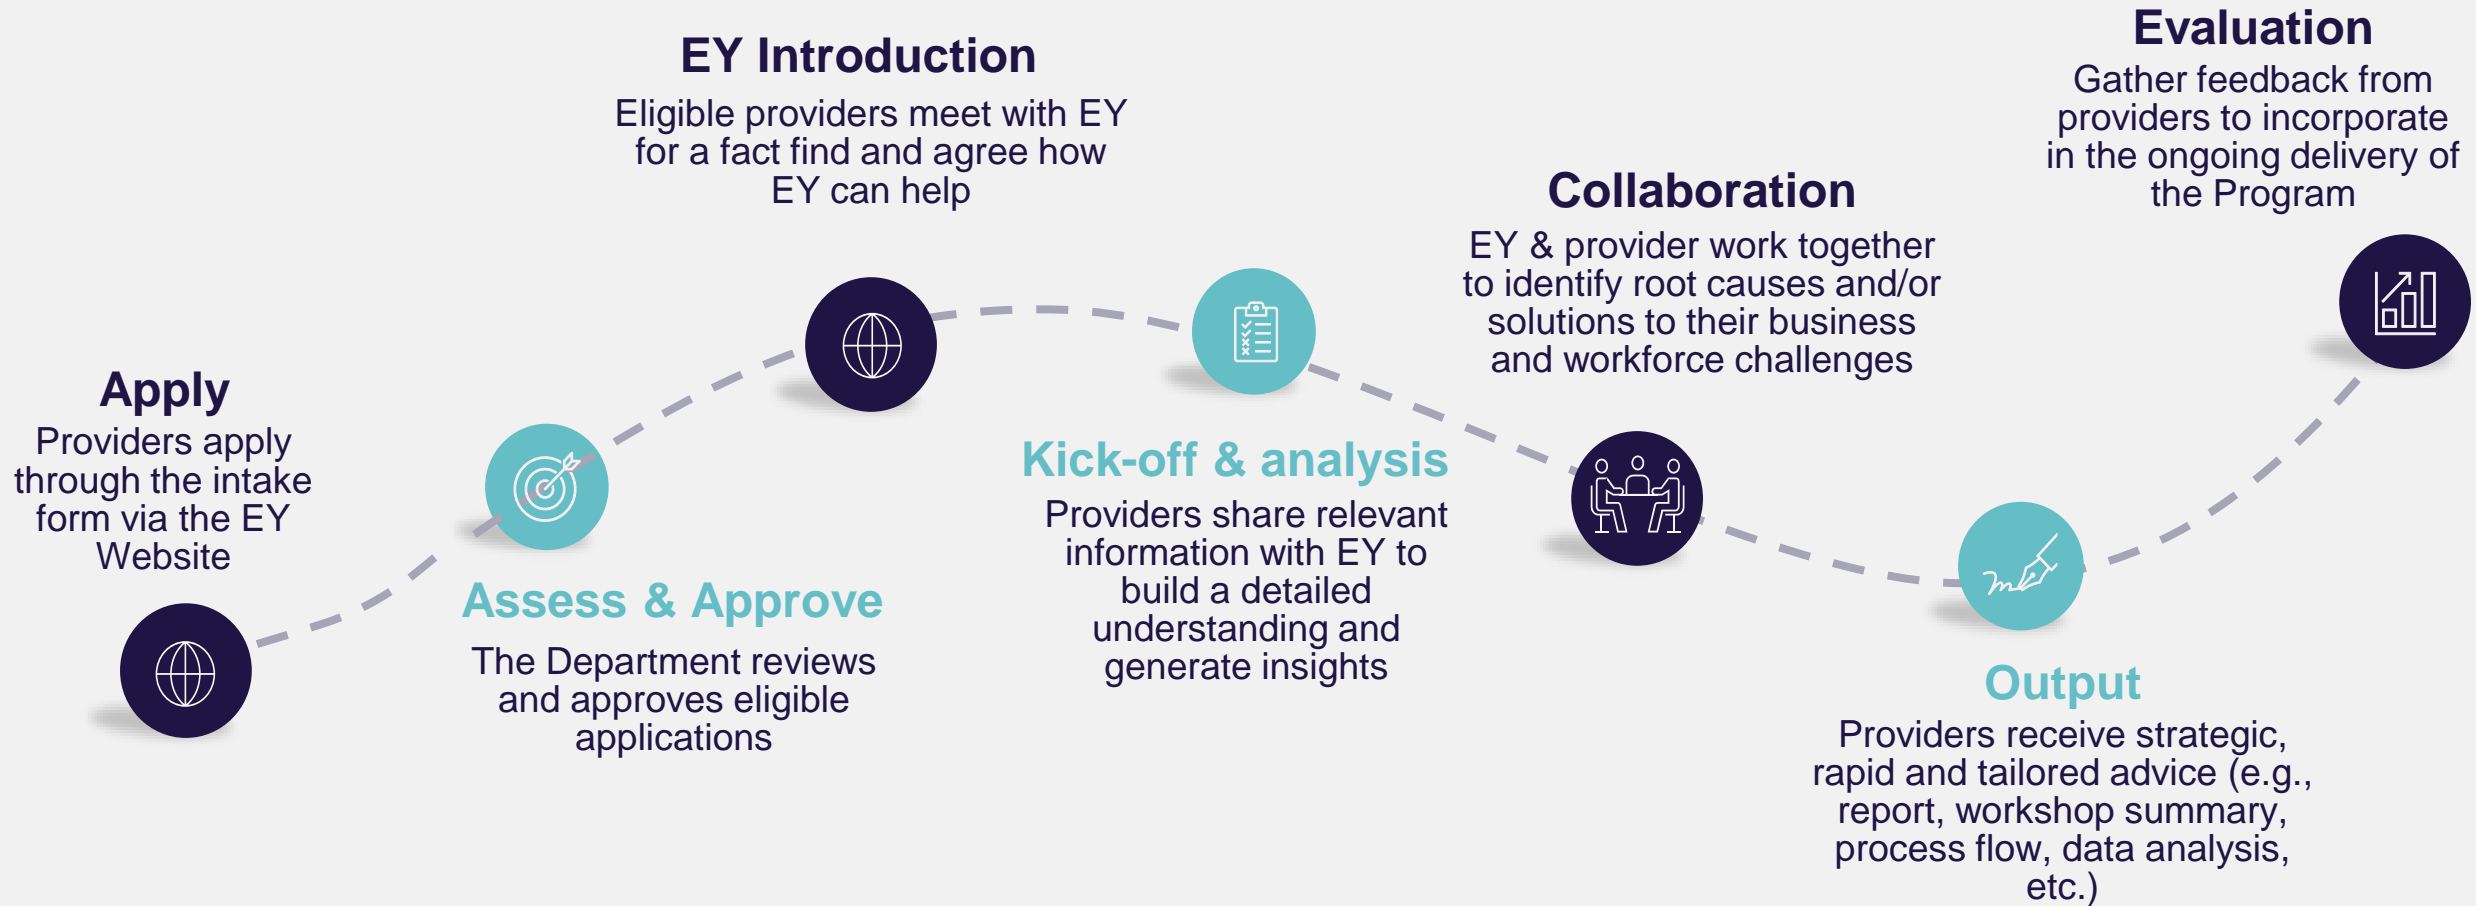 Apply
Providers apply
through the intake
form via the EY
Website
Assess & Approve
The Department reviews
and approves eligible
applications
EY Introduction
Eligible providers meet with EY
for a fact find and agree how
EY can help
Kick-off & analysis
Providers share relevant
information with EY to
build a detailed
understanding and
generate insights
Collaboration
EY & provider work together
to identify root causes and/or
solutions to their business
and workforce challenges
Output
Providers receive strategic,
rapid and tailored advice (e.g.,
report, workshop summary,
process flow, data analysis,
etc.)
Evaluation
Gather feedback from
providers to incorporate
in the ongoing delivery of
the Program